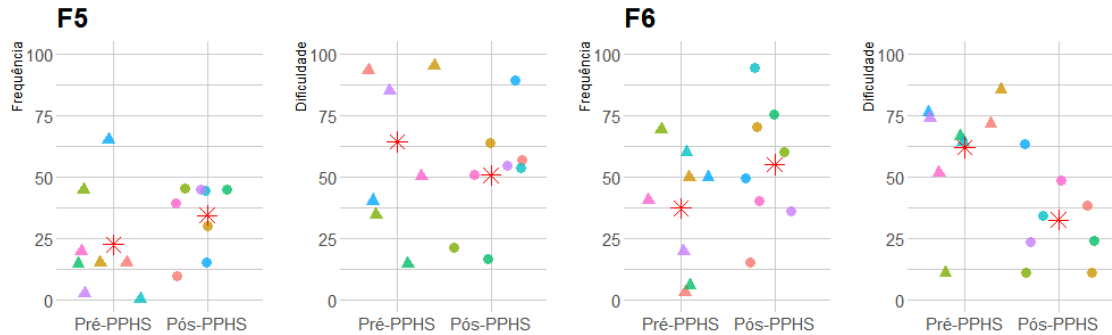 F5
Frequência
100
75
50
25
0
Pré-PPHS
Pós-PPHS
Dificuldade
100
75
50
25
0
Pré-PPHS
Pós-PPHS
F6
Frequência
100
75
50
25
0
Pré-PPHS
Pós-PPHS
Dificuldade
100
75
50
25
0
Pré-PPHS
Pós-PPHS